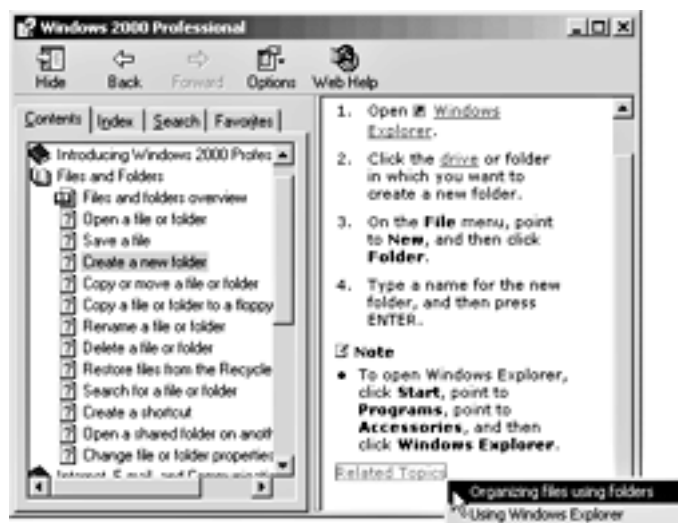 Windows 2000 Professional
Hide Back Forward Options Web Help
Contents Index Search Favorites
Introducing Windows 2000 Profes
Files and Folders
Files and folders overview
Open a file or folder
Save a file
Create a new folder
Copy or move a file or folder
Copy a file or folder to a floppy
Rename a file or folder
Delete a file or folder
Restore files from the Recycle
Search for a file or folder
Create a shortcut
Open a shared folder on anoth
Change file or folder properties
Internet, E-mail, and
1. Open Windows
Explorer.
2. Click the drive or folder
in which you want to
create a new folder.
3. On the File menu, point
to New, and then click
Folder.
4. Type a name for the new
folder, and then press
ENTER.
Note
• To open Windows Explorer,
click Start, point to
Programs, point to
Accessories, and then
click Windows Explorer.
Related Topics
Organizing files using folders
Using Windows Explorer